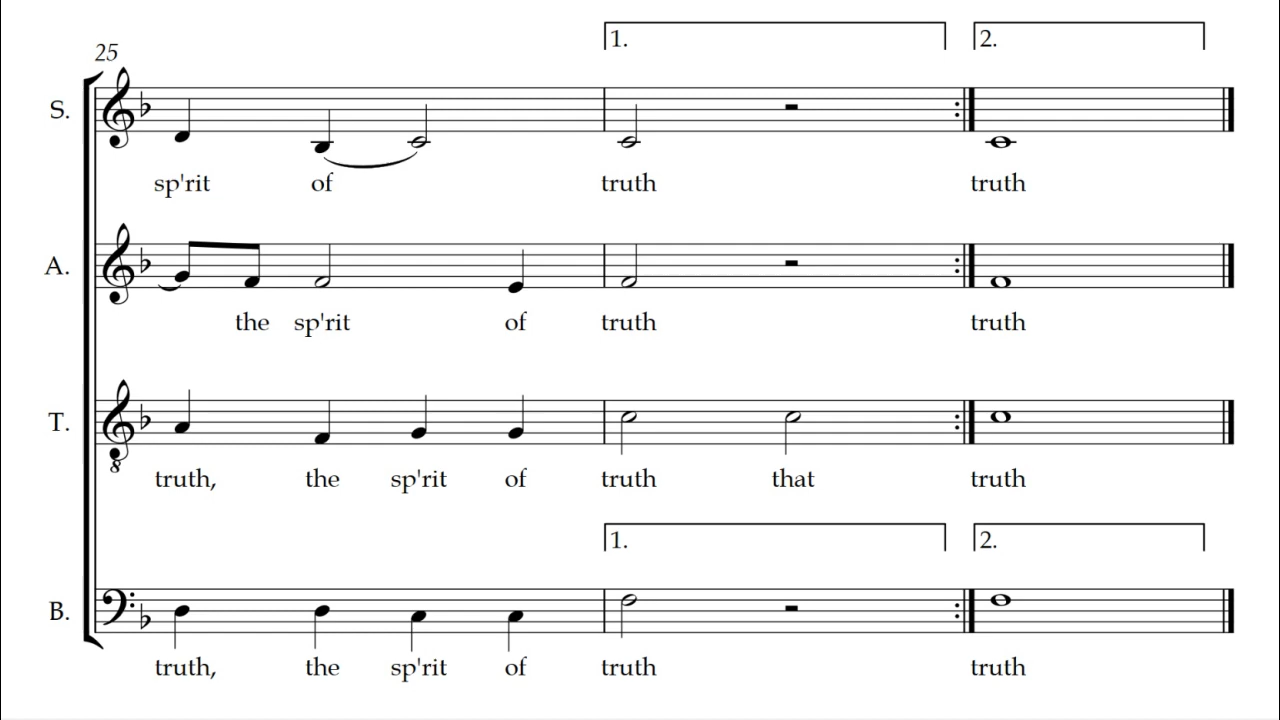 1. 2.
25
S.
sp'rit of truth truth
A.
the sp'rit of truth truth
T.
8
truth, the sp'rit of truth that truth
1. 2.
B.
truth, the sp'rit of truth truth